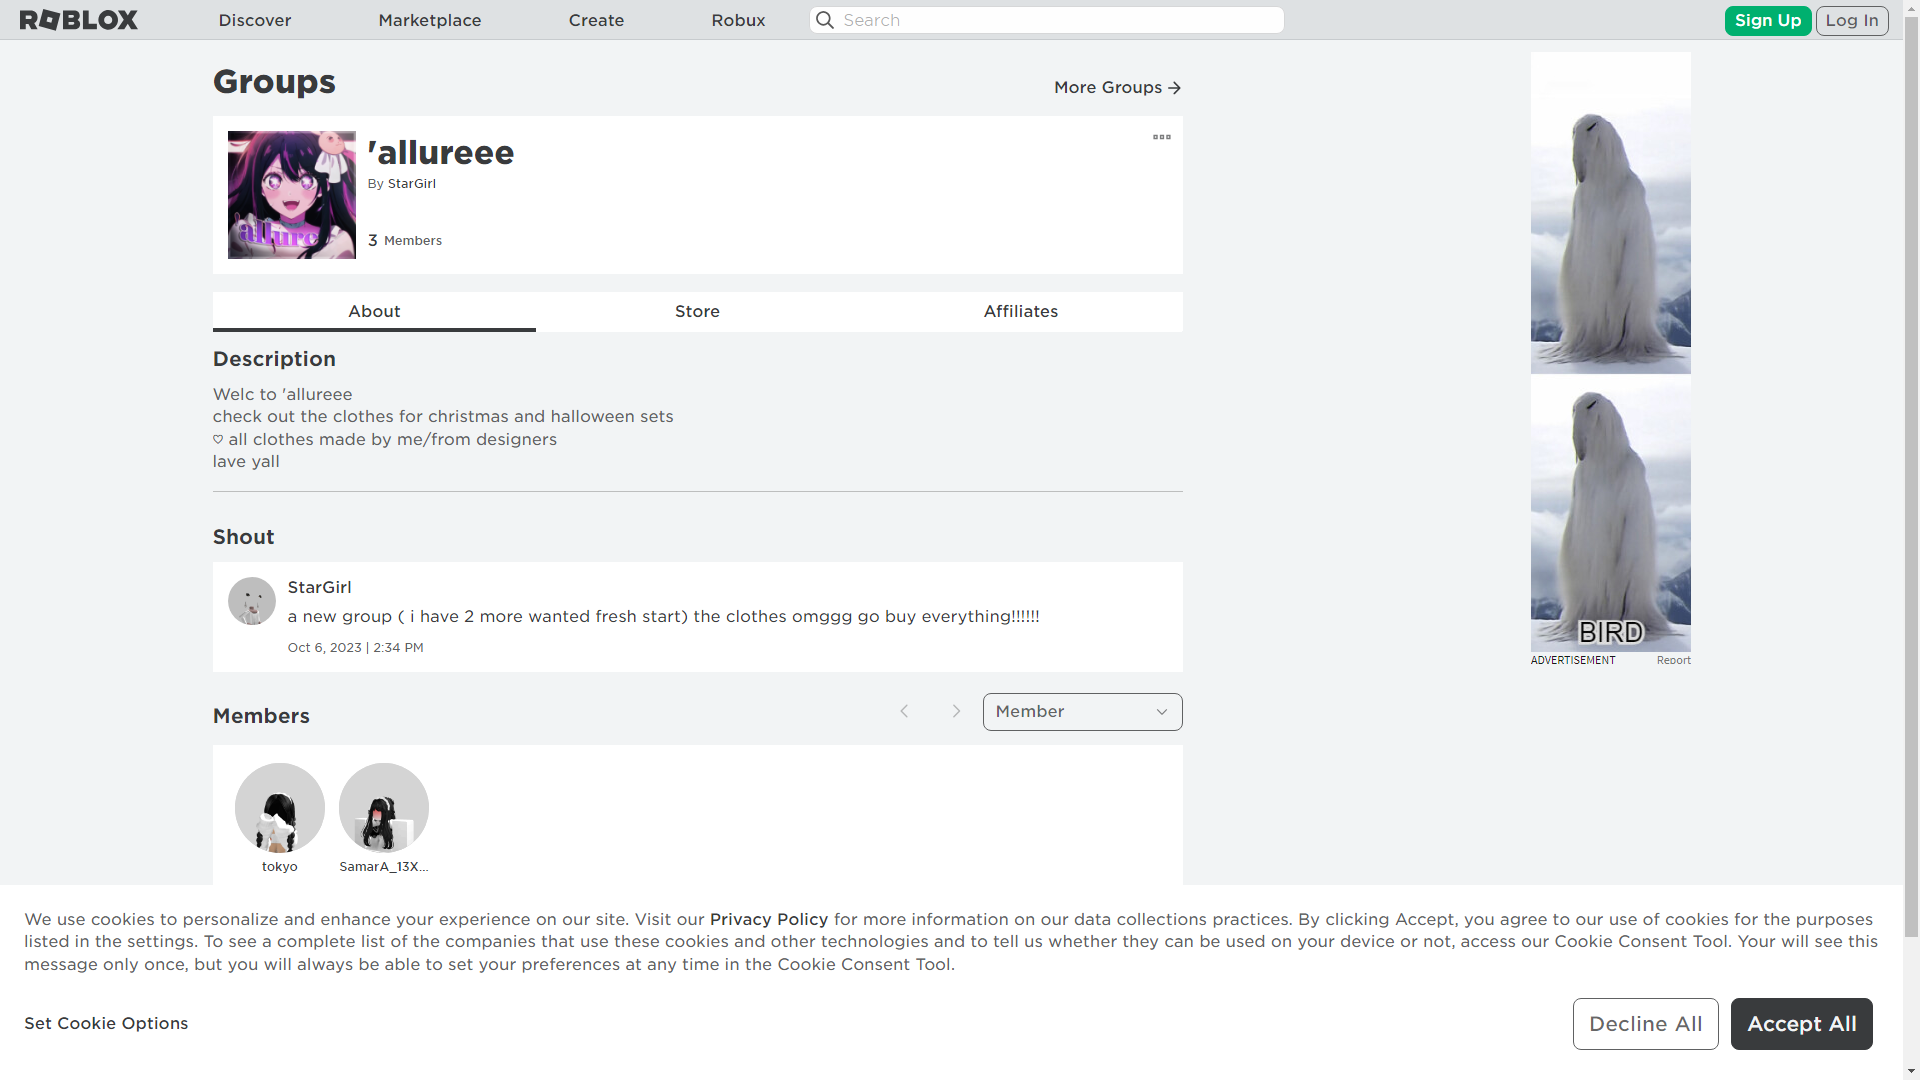 ROBLOX
Discover
Marketplace
Create
Robux
Search
Sign Up
Log In
Groups
More Groups
'allureee
By StarGirl
3 Members
allure
About
Store
Affiliates
Description
Welc to 'allureee
check out the clothes for christmas and halloween sets
♡ all clothes made by me/from designers
lave yall
Shout
StarGirl
a new group ( i have 2 more wanted fresh start) the clothes omggg go buy everything!!!!!!
Oct 6, 2023 | 2:34 PM
BIRD
ADVERTISEMENT
Report
Members
Member
tokyo
SamarA_13X...
We use cookies to personalize and enhance your experience on our site. Visit our Privacy Policy for more information on our data collections practices. By clicking Accept, you agree to our use of cookies for the purposes
listed in the settings. To see a complete list of the companies that use these cookies and other technologies and to tell us whether they can be used on your device or not, access our Cookie Consent Tool. Your will see this
message only once, but you will always be able to set your preferences at any time in the Cookie Consent Tool.
Set Cookie Options
Decline All
Accept All